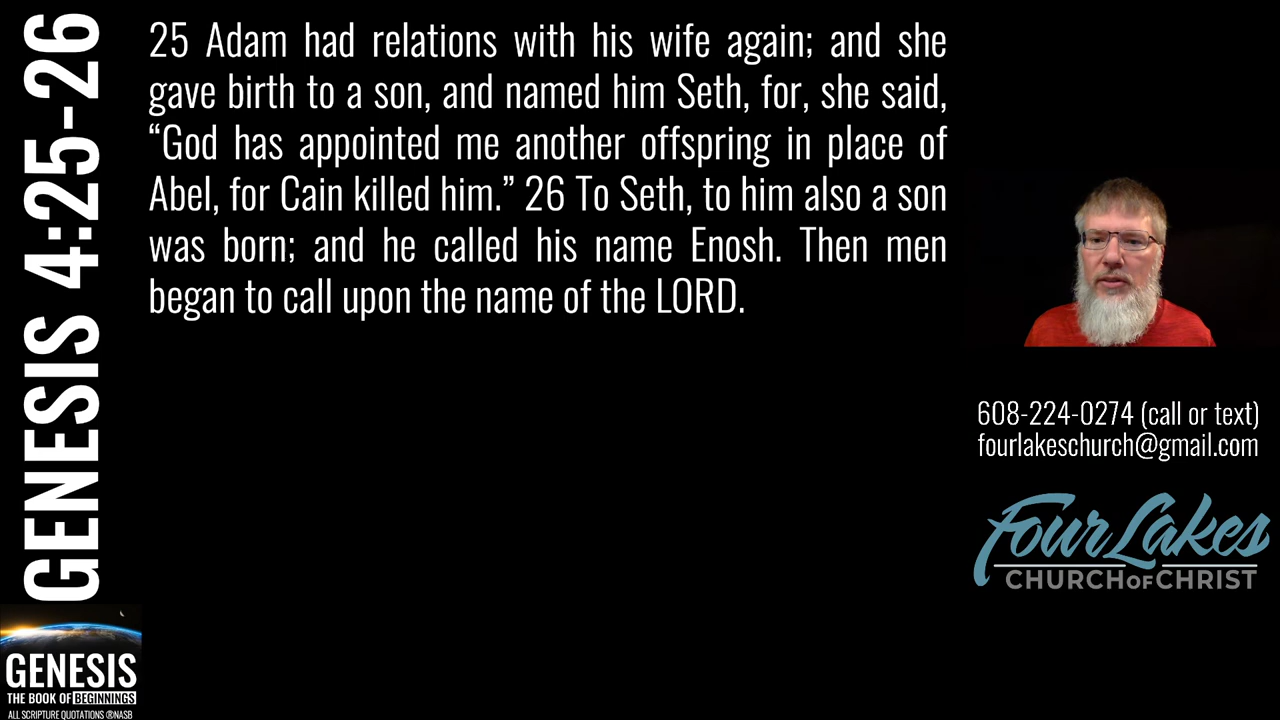 GENESIS 4:25-26
25 Adam had relations with his wife again; and she
gave birth to a son, and named him Seth, for, she said,
“God has appointed me another offspring in place of
Abel, for Cain killed him.” 26 To Seth, to him also a son
was born; and he called his name Enosh. Then men
began to call upon the name of the LORD.
608-224-0274 (call or text)
fourlakeschurch@gmail.com
Four Lakes
CHURCH OF CHRIST
GENESIS
THE BOOK OF BEGINNINGS
ALL SCRIPTURE QUOTATIONS ®NASB